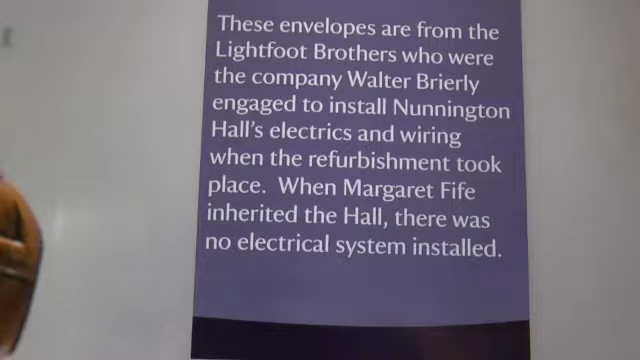 These envelopes are from the
Lightfoot Brothers who were
the company Walter Brierly
engaged to install Nunnington
Hall's electrics and wiring
when the refurbishment took
place.  When Margaret Fife
inherited the Hall, there was
no electrical system installed.